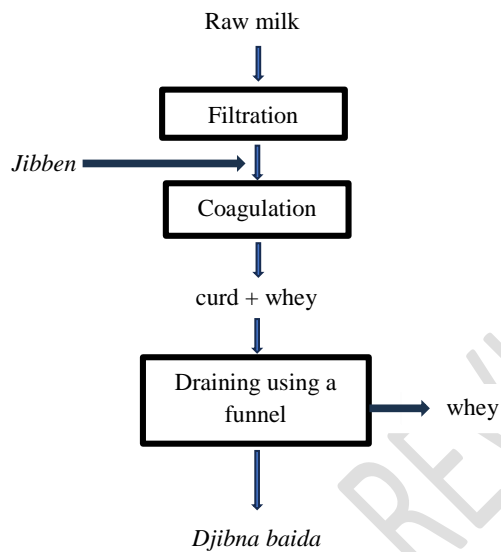 Raw milk
Filtration
Jibben
Coagulation
curd + whey
Draining using a
funnel
whey
Djibna baida